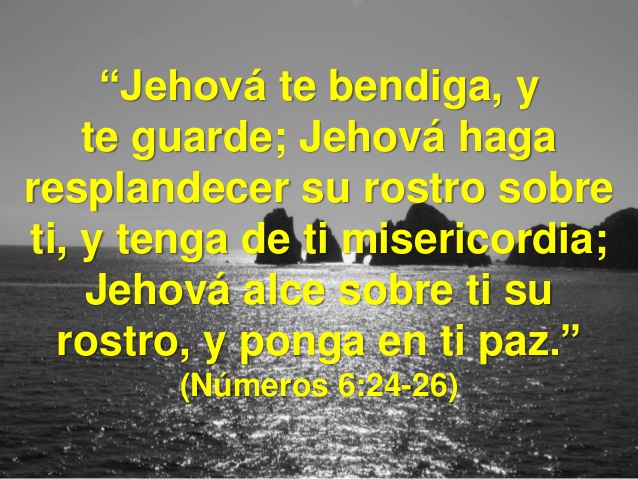 “Jehová te bendiga, y
te guarde; Jehová haga
resplandecer su rostro sobre
ti, y tenga de ti misericordia;
Jehová alce sobre ti su
rostro, y ponga en ti paz.”
(Números 6:24-26)